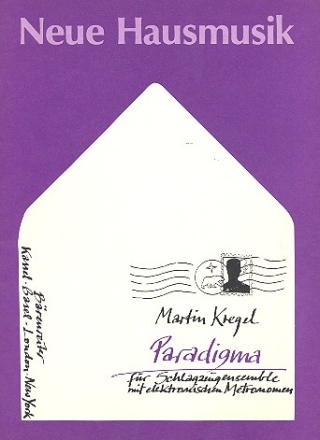 Neue Hausmusik
Martin Kregel
Paradigma
für Schlagzeugensemble
mit elektronischen Metronomen
Bärenreiter
Kassel · Basel · London · New York